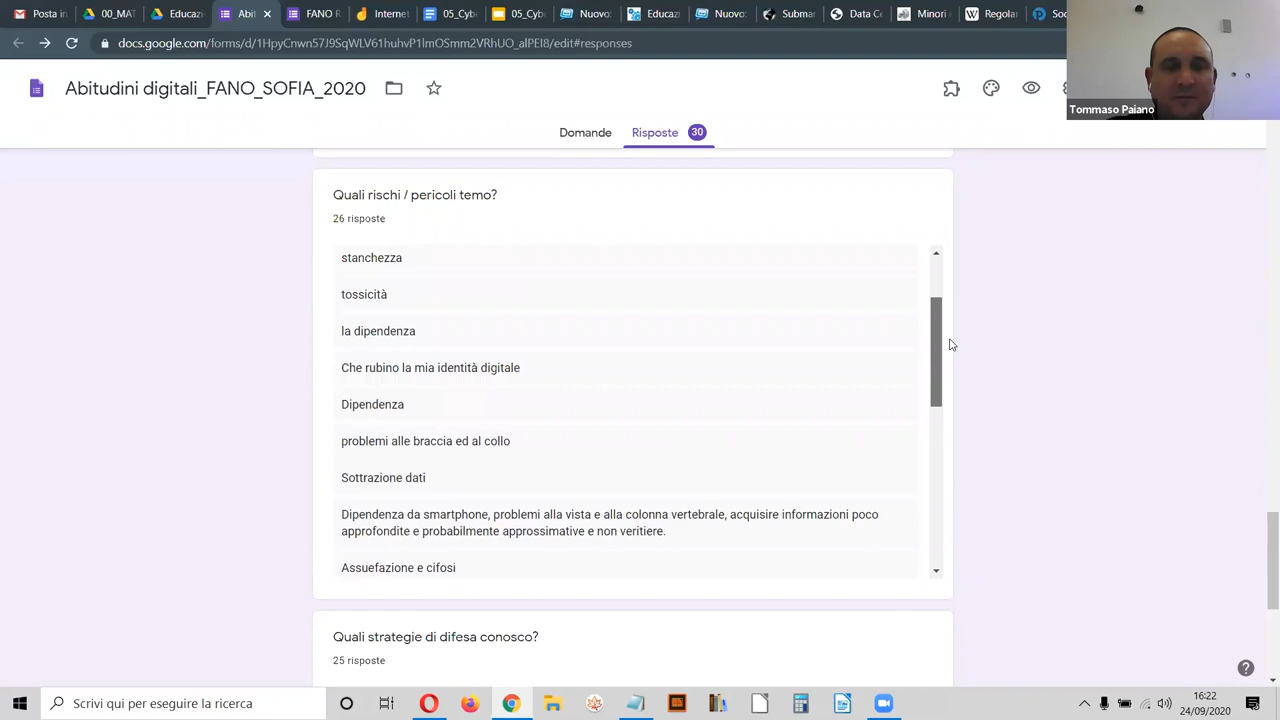 Posta in
00_MAT
Educaz
Abit
FANO R
Internet
05_Cyb
05_Cyb
Nuovo
Educazi
Nuovo
Submar
Data Ce
Minori e
Regolar
Soc
docs.google.com/forms/d/1HpyCnwn57J9SqWLV61huhvP1lmOSmm2VRhUO_alPEI8/edit#responses
Tommaso Paiano
Abitudini digitali_FANO_SOFIA_2020
Domande
Risposte 30
Quali rischi / pericoli temo?
26 risposte
stanchezza
tossicità
la dipendenza
Che rubino la mia identità digitale
Dipendenza
problemi alle braccia ed al collo
Sottrazione dati
Dipendenza da smartphone, problemi alla vista e alla colonna vertebrale, acquisire informazioni poco
approfondite e probabilmente approssimative e non veritiere.
Assuefazione e cifosi
Quali strategie di difesa conosco?
25 risposte
Scrivi qui per eseguire la ricerca
16:22
24/09/2020